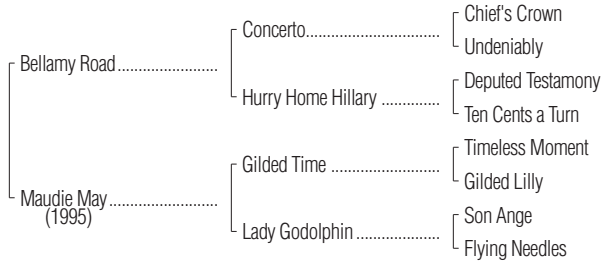 Chief's Crown
Concerto
Undeniably
Bellamy Road
Deputed Testamony
Hurry Home Hillary
Ten Cents a Turn
Timeless Moment
Gilded Time
Gilded Lilly
Maudie May
(1995)
Son Ange
Lady Godolphin
Flying Needles